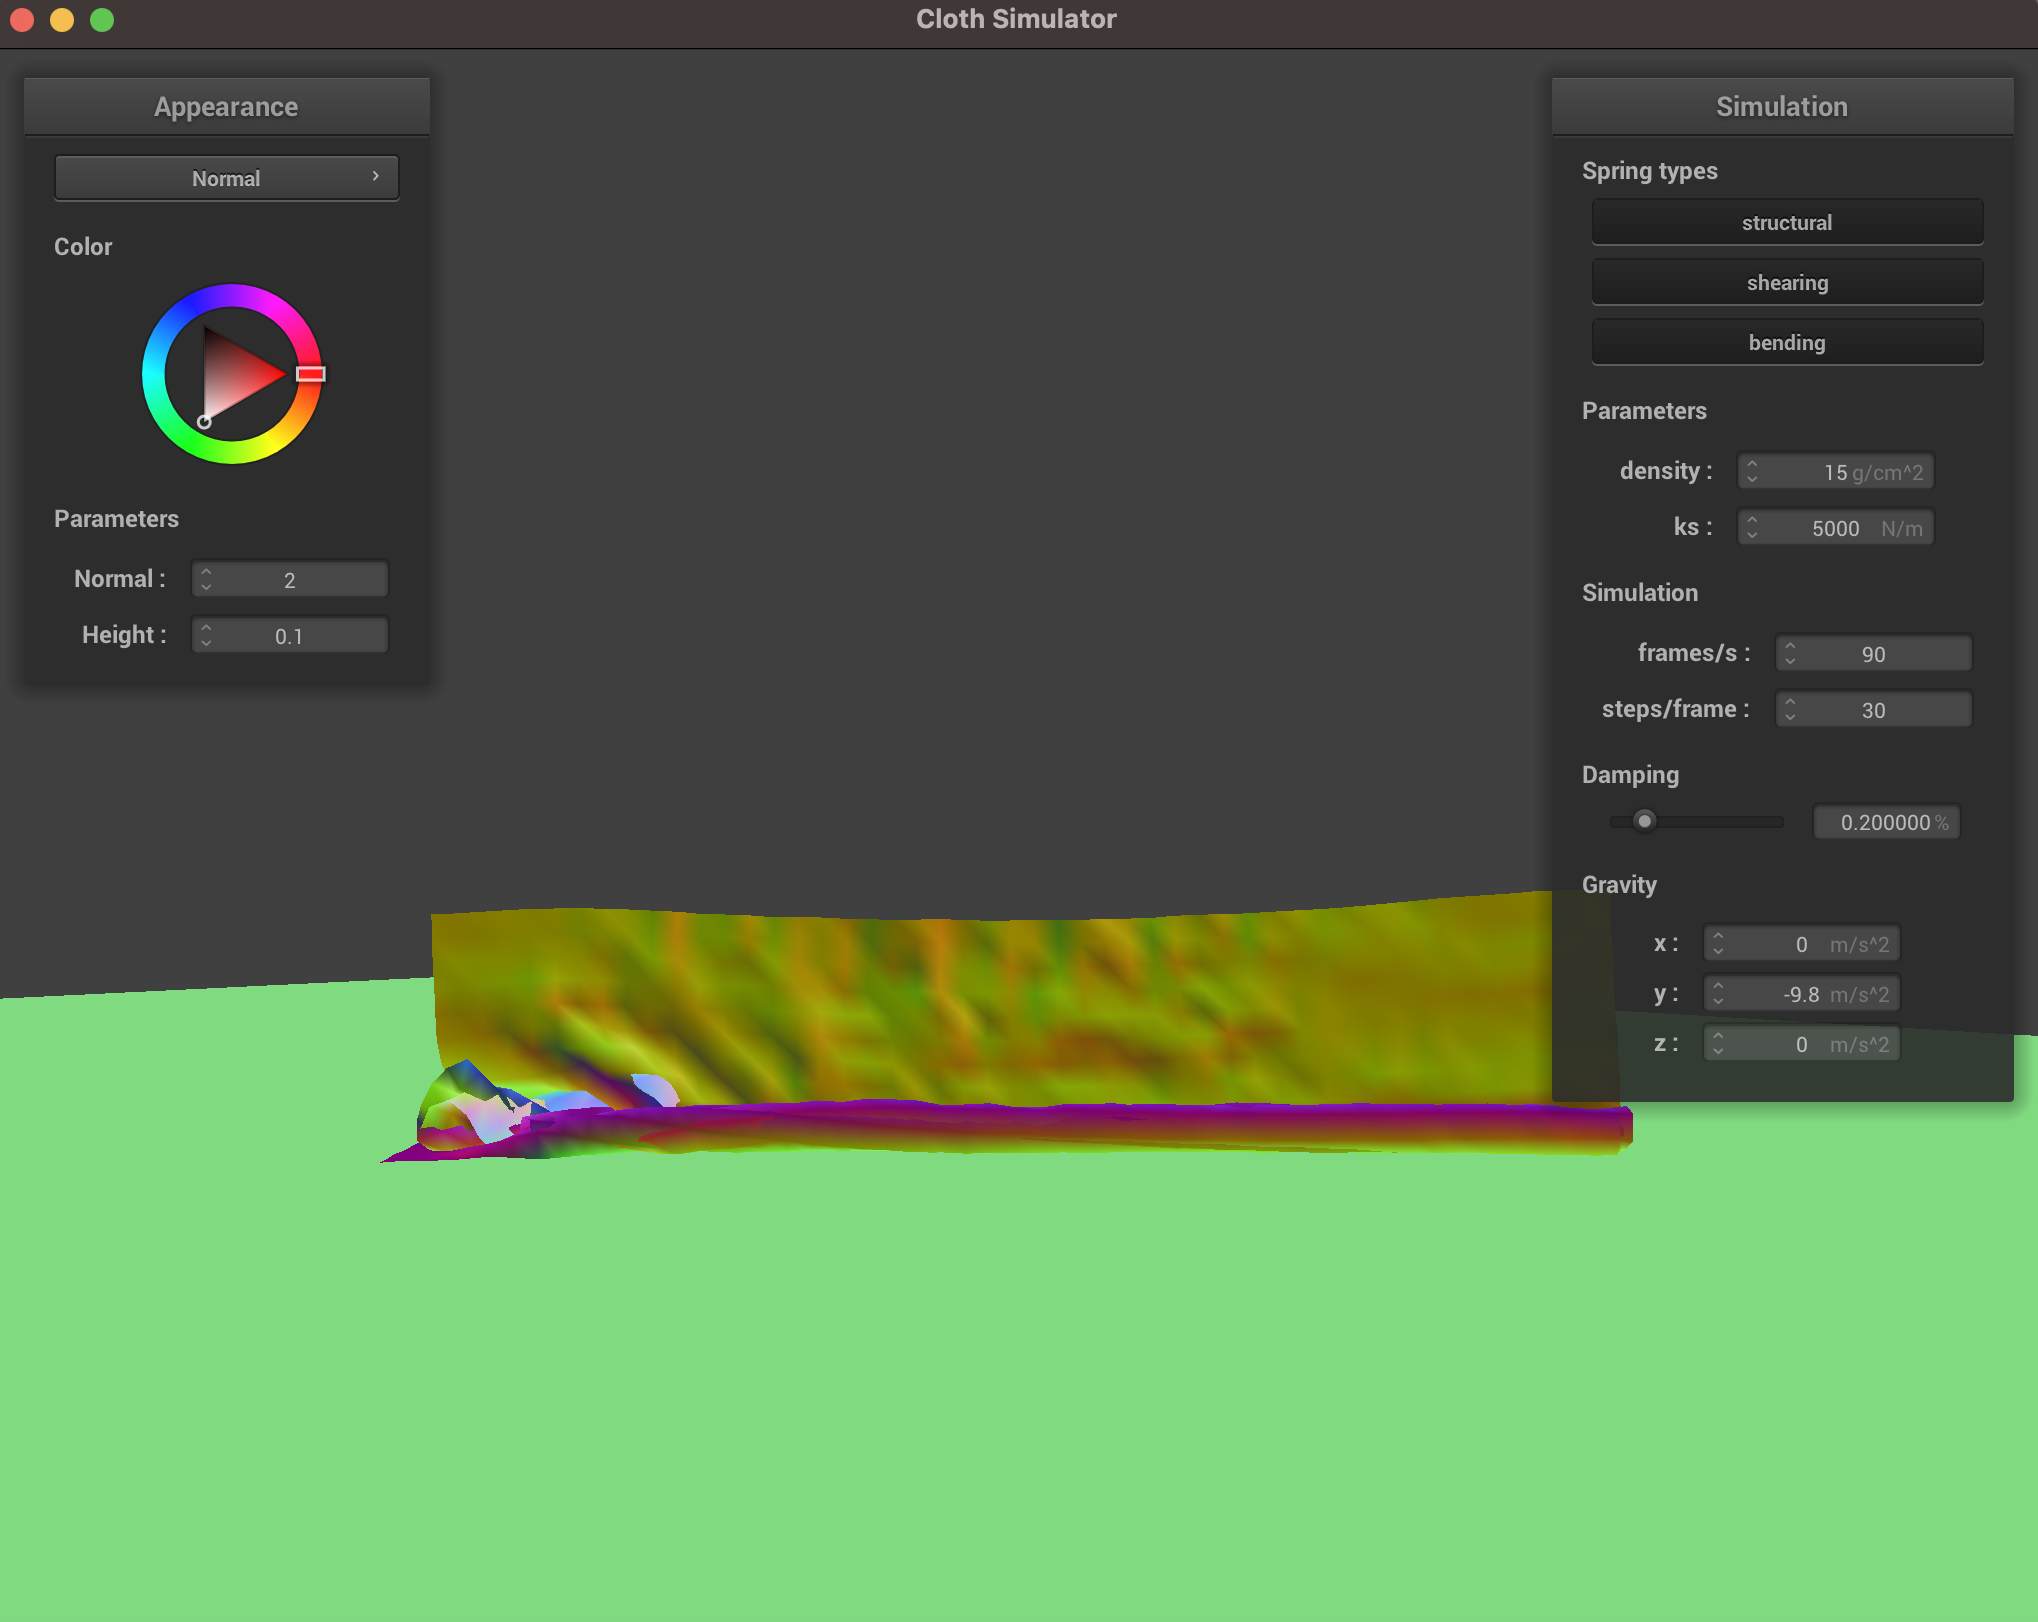 Cloth Simulator
Appearance
Normal
Color
Parameters
Normal :
2
Height :
0.1
Simulation
Spring types
structural
shearing
bending
Parameters
density :
15 g/cm^2
ks :
5000 N/m
Simulation
frames/s :
90
steps/frame :
30
Damping
0.200000 %
Gravity
x :
0 m/s^2
y :
-9.8 m/s^2
z :
0 m/s^2